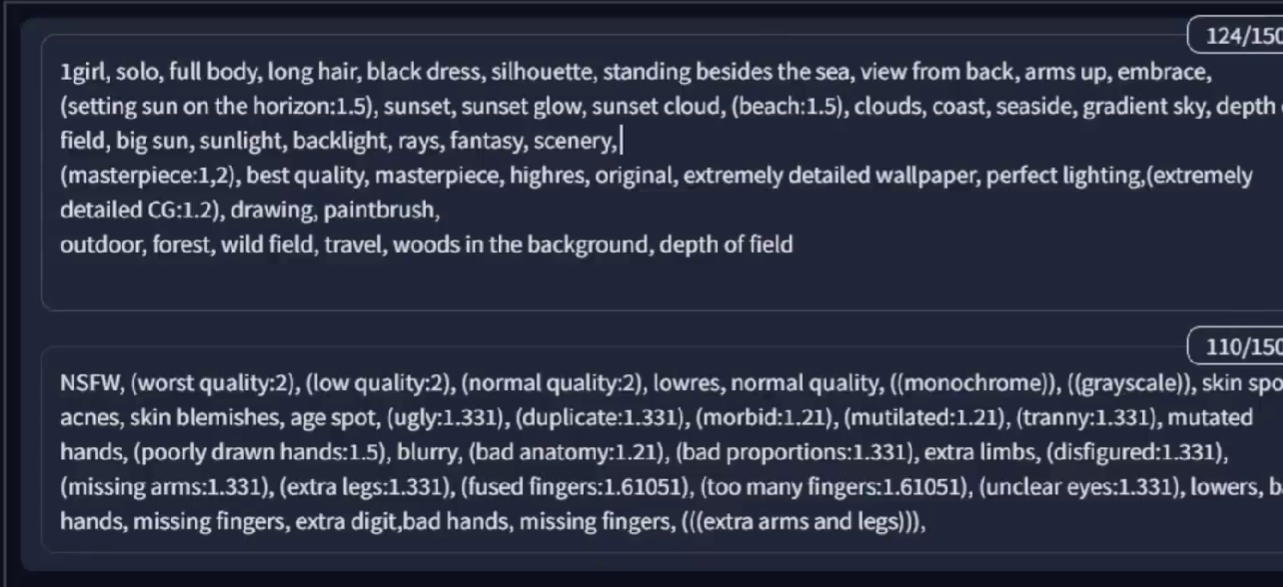 124/150
1girl, solo, full body, long hair, black dress, silhouette, standing besides the sea, view from back, arms up, embrace,
(setting sun on the horizon:1.5), sunset, sunset glow, sunset cloud, (beach:1.5), clouds, coast, seaside, gradient sky, depth
field, big sun, sunlight, backlight, rays, fantasy, scenery,
(masterpiece:1,2), best quality, masterpiece, highres, original, extremely detailed wallpaper, perfect lighting,(extremely
detailed CG:1.2), drawing, paintbrush,
outdoor, forest, wild field, travel, woods in the background, depth of field
110/150
NSFW, (worst quality:2), (low quality:2), (normal quality:2), lowres, normal quality, ((monochrome)), ((grayscale)), skin spo
acnes, skin blemishes, age spot, (ugly:1.331), (duplicate:1.331), (morbid:1.21), (mutilated:1.21), (tranny:1.331), mutated
hands, (poorly drawn hands:1.5), blurry, (bad anatomy:1.21), (bad proportions:1.331), extra limbs, (disfigured:1.331),
(missing arms:1.331), (extra legs:1.331), (fused fingers:1.61051), (too many fingers:1.61051), (unclear eyes:1.331), lowers, b
hands, missing fingers, extra digit,bad hands, missing fingers, (((extra arms and legs))),